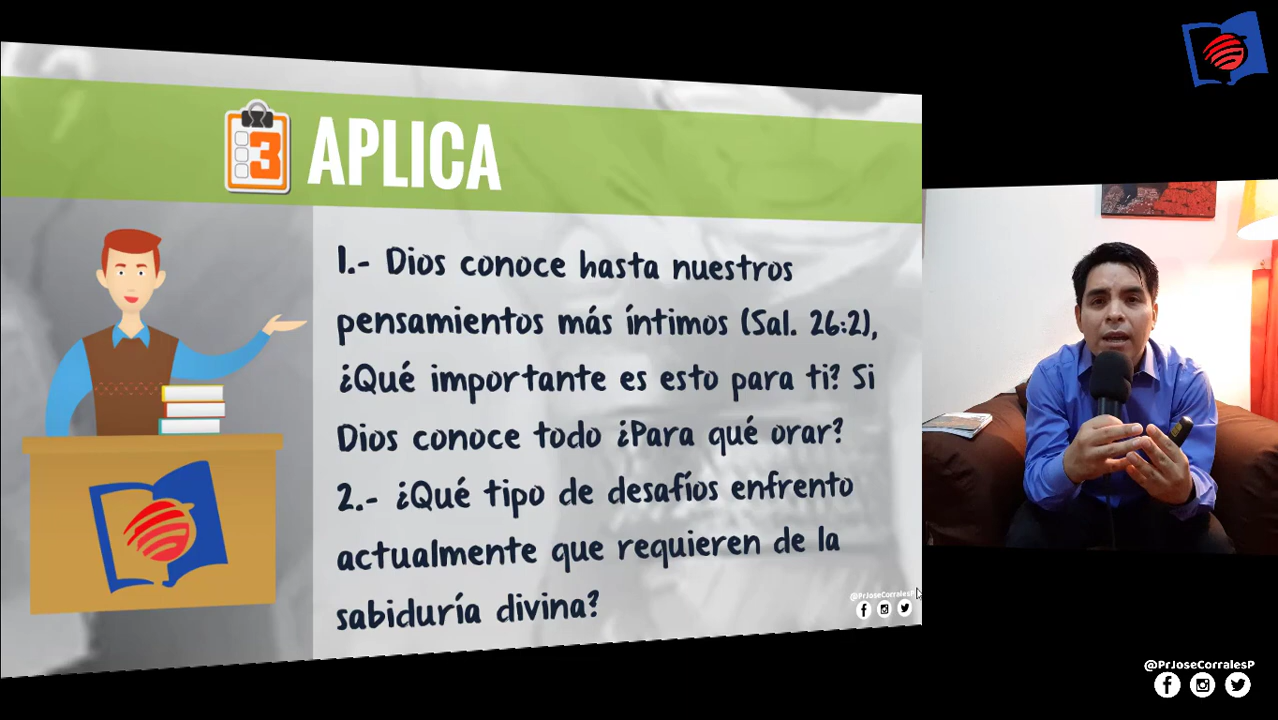 3 APLICA
1.- Dios conoce hasta nuestros
pensamientos más íntimos (Sal. 26:2),
¿Qué importante es esto para ti? Si
Dios conoce todo ¿Para qué orar?
2.- ¿Qué tipo de desafíos enfrento
actualmente que requieren de la
sabiduría divina?
@PrJoseCorralesP
@PrJoseCorralesP